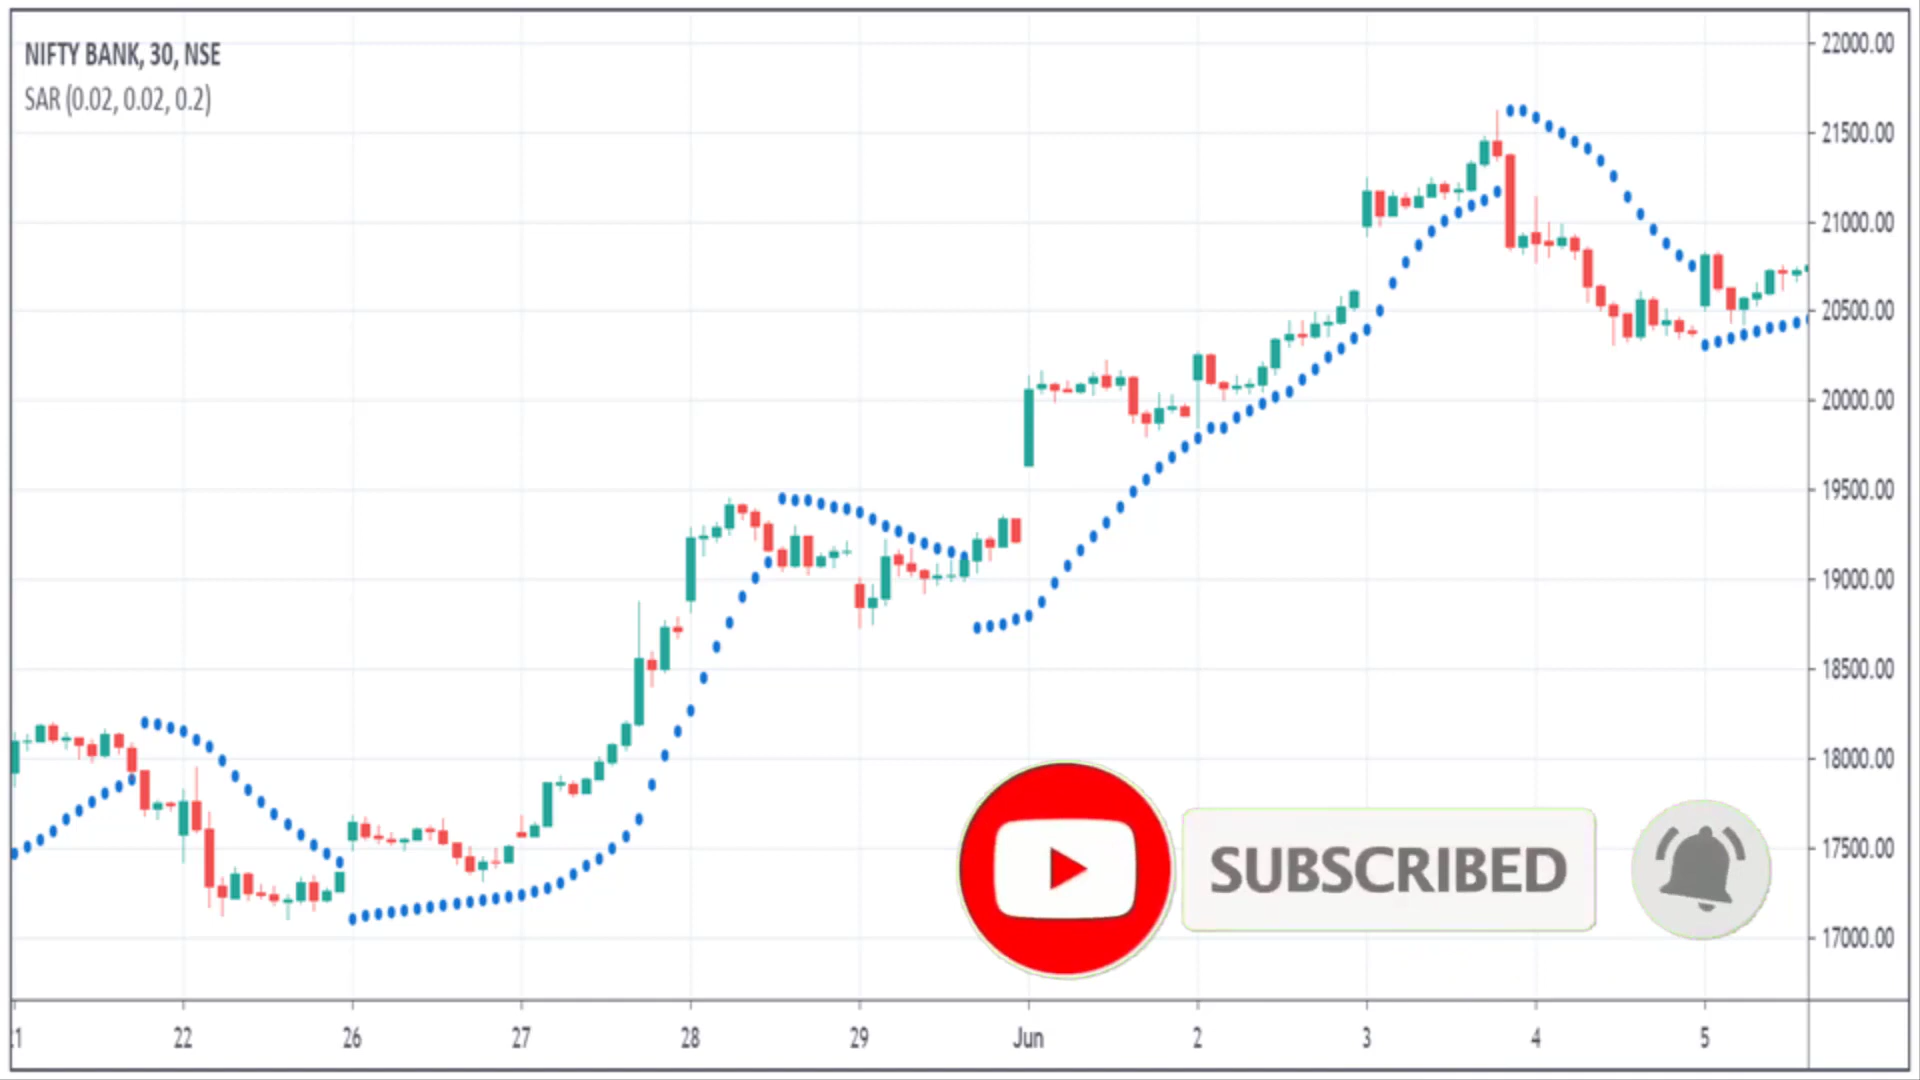 NIFTY BANK, 30, NSE
SAR (0.02, 0.02, 0.2)
22000.00
21500.00
21000.00
20500.00
20000.00
19500.00
19000.00
18500.00
18000.00
17500.00
17000.00
SUBSCRIBED
21 22 26 27 28 29 Jun 2 3 4 5